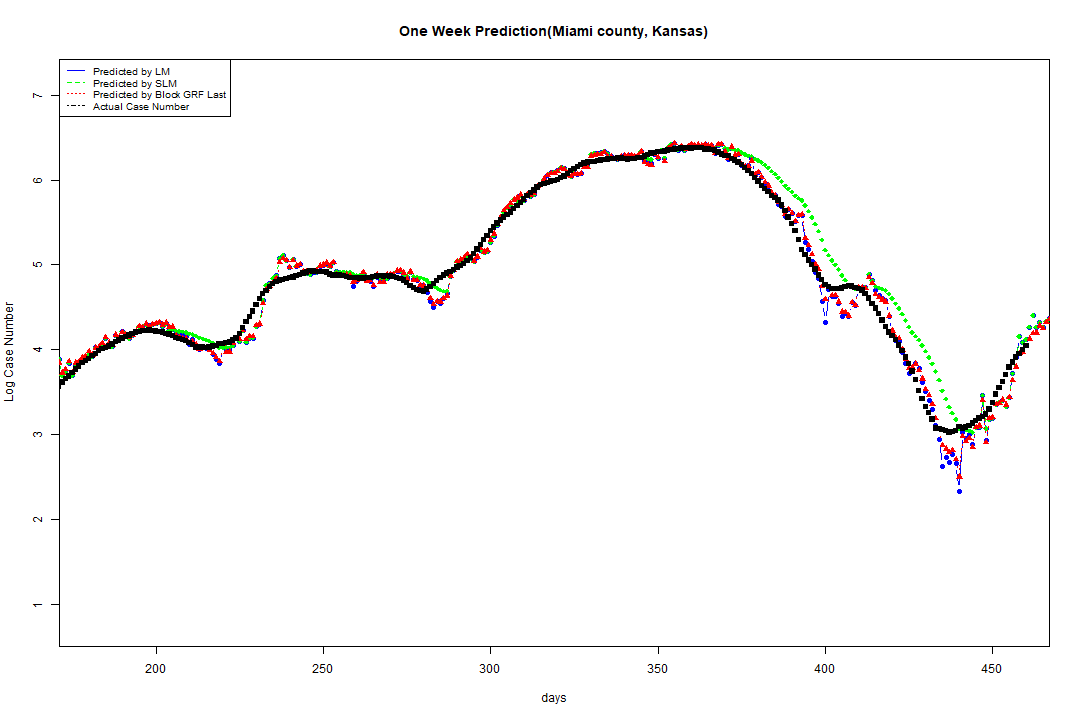 One Week Prediction(Miami county, Kansas)
Predicted by LM
Predicted by SLM
Predicted by Block GRF Last
Actual Case Number
7
6
5
4
3
2
1
Log Case Number
200 250 300 350 400 450
days